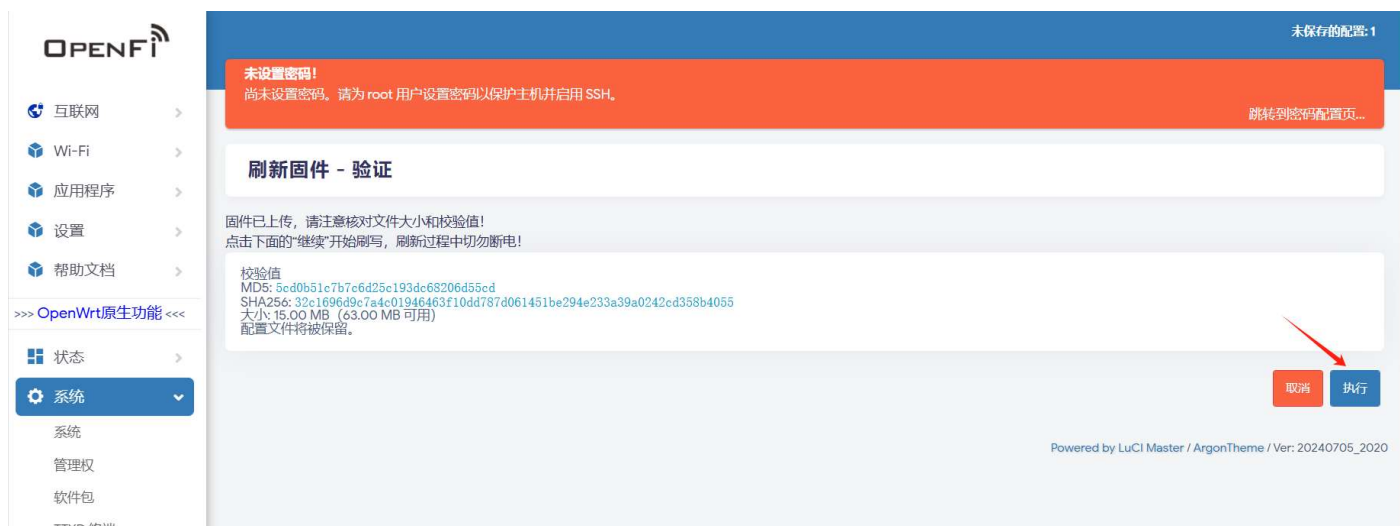 OPENFi
未保存的配置: 1
未设置密码!
尚未设置密码。请为 root 用户设置密码以保护主机并启用 SSH。
跳转到密码配置页...
互联网
Wi-Fi
应用程序
设置
帮助文档
>>> OpenWrt原生功能 <<<
状态
系统
系统
管理权
软件包
刷新固件 - 验证
固件已上传，请注意核对文件大小和校验值!
点击下面的“继续”开始刷写，刷新过程中切勿断电!
校验值
MD5: 5cd0b51c7b7c6d25c193dc68206d55cd
SHA256: 32c1696d9c7a4c01946463f10dd787d061451be294e233a39a0242cd358b4055
大小: 15.00 MB（63.00 MB 可用）
配置文件将被保留。
取消
执行
Powered by LuCI Master / ArgonTheme / Ver: 20240705_2020